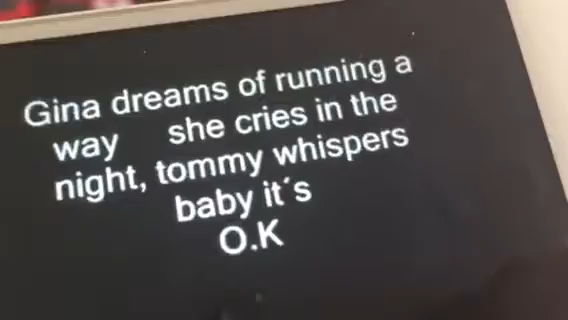 Gina dreams of running a
way she cries in the
night, tommy whispers
baby it´s
O.K